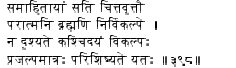 समाहितायां सति चित्तवृत्तौ
परात्मनि ब्रह्मणि निर्विकल्पे ।
न दृश्यते कश्चिदयं विकल्पः
प्रजल्पमात्रः परिशिष्यते यतः ॥३९८॥